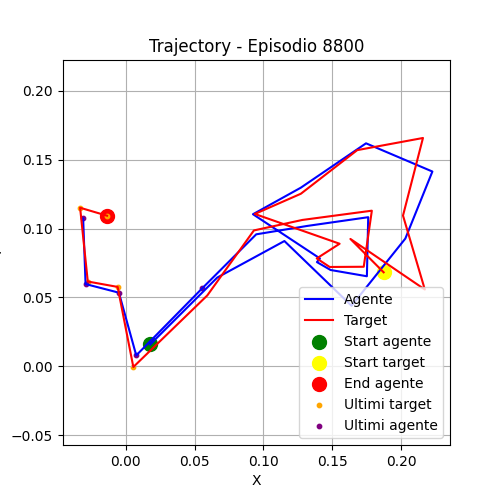 Trajectory - Episodio 8800
0.20
0.15
0.10
0.05
0.00
−0.05
0.00
0.05
0.10
0.15
0.20
X
Agente
Target
Start agente
Start target
End agente
Ultimi target
Ultimi agente